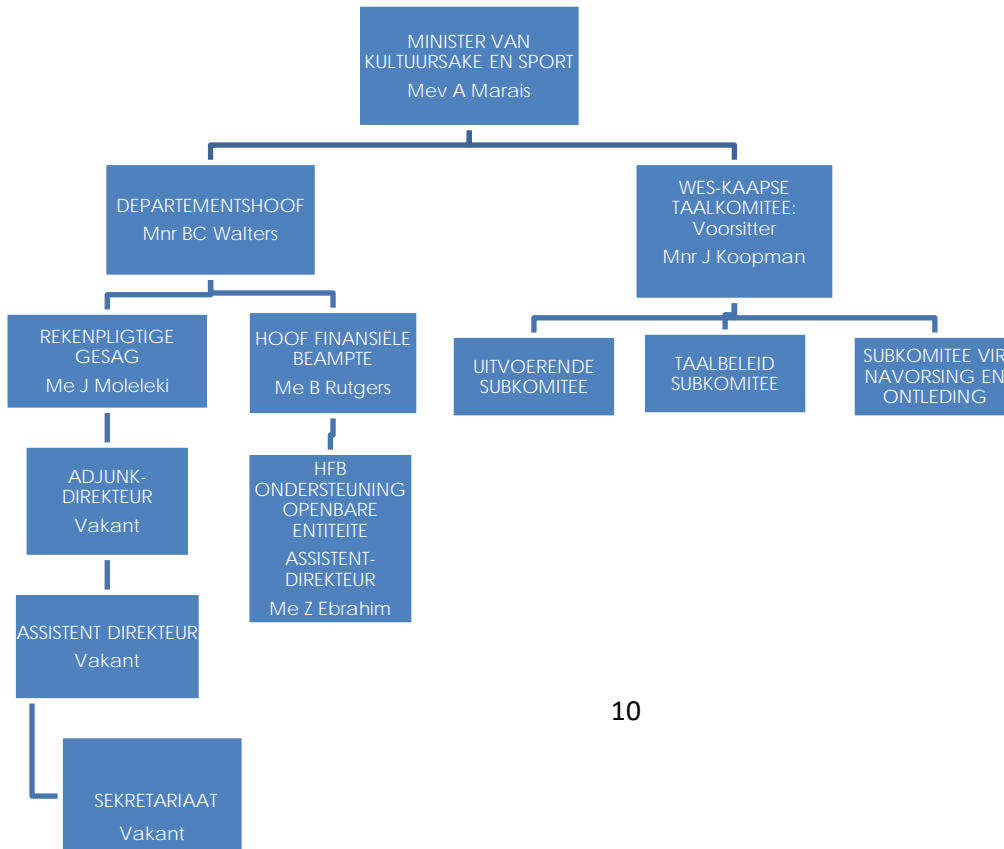 MINISTER VAN
KULTUURSAKE EN SPORT
Mev A Marais
DEPARTEMENTSHOOF
Mnr BC Walters
WES-KAAPSE
TAALKOMITEE:
Voorsitter
Mnr J Koopman
REKENPLIGTIGE
GESAG
Me J Moleleki
HOOF FINANSIËLE
BEAMPTE
Me B Rutgers
UITVOERENDE
SUBKOMITEE
TAALBELEID
SUBKOMITEE
SUBKOMITEE VIR
NAVORSING EN
ONTLEDING
ADJUNK-
DIREKTEUR
Vakant
HFB
ONDERSTEUNING
OPENBARE
ENTITEITE
ASSISTENT-
DIREKTEUR
Me Z Ebrahim
ASSISTENT DIREKTEUR
Vakant
SEKRETARIAAT
Vakant
10